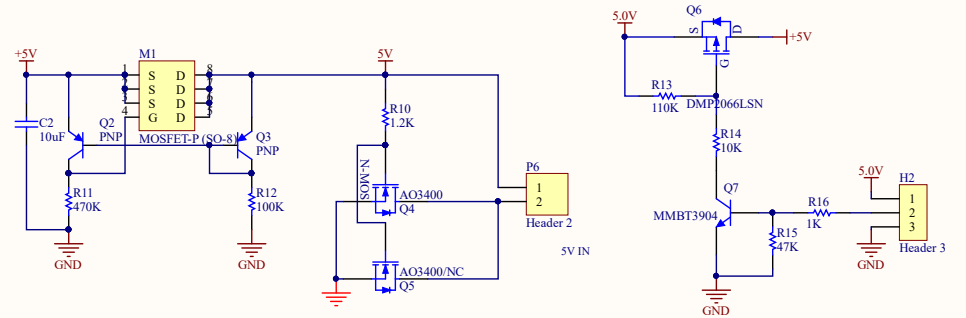 +5V
C2
10uF
Q2
PNP
R11
470K
GND
M1
1
2
3
4
S
S
S
G
D
D
D
D
8
7
6
5
MOSFET-P (SO-8)
Q3
PNP
R12
100K
GND
5V
R10
1.2K
N-MOS
AO3400
Q4
AO3400/NC
Q5
P6
1
2
Header 2
5V IN
5.0V
Q6
S
D
G
+5V
R13
110K
DMP2066LSN
R14
10K
Q7
MMBT3904
R16
1K
R15
47K
GND
5.0V
H2
1
2
3
Header 3
GND